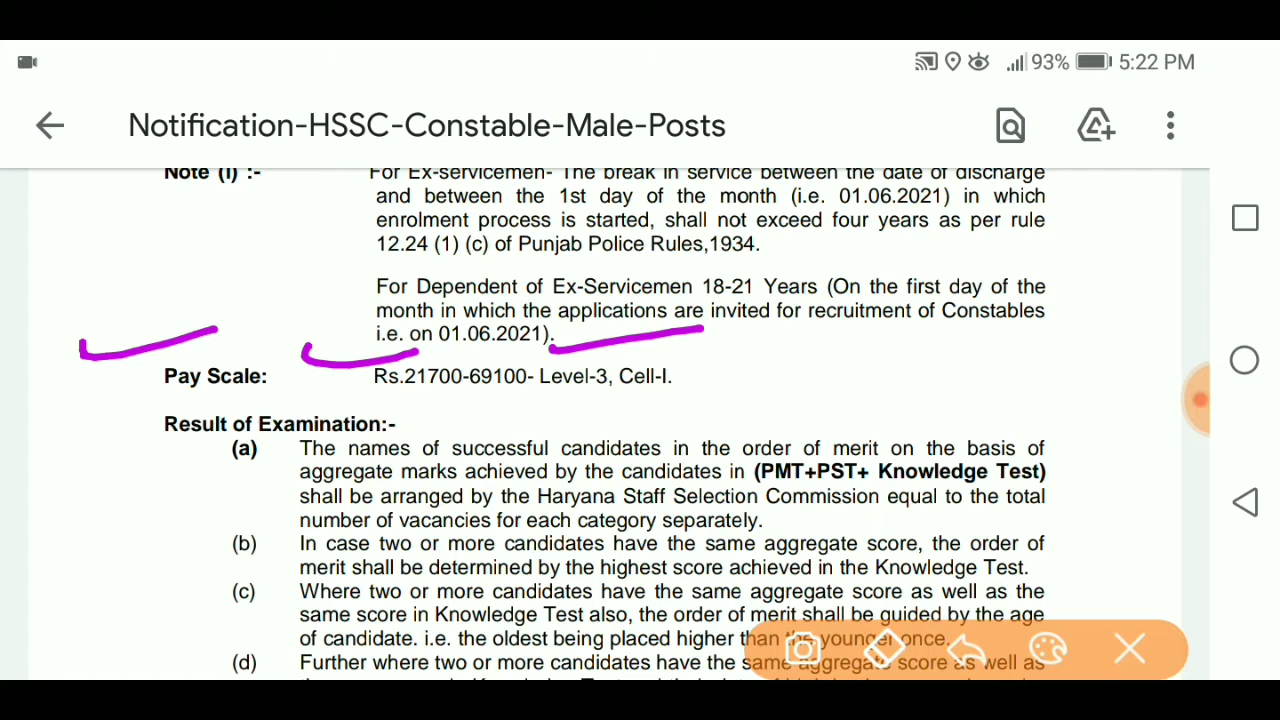 93% 5:22 PM
Notification-HSSC-Constable-Male-Posts
Note (I) :- For Ex-servicemen- The break in service between the date of discharge
and between the 1st day of the month (i.e. 01.06.2021) in which
enrolment process is started, shall not exceed four years as per rule
12.24 (1) (c) of Punjab Police Rules,1934.
For Dependent of Ex-Servicemen 18-21 Years (On the first day of the
month in which the applications are invited for recruitment of Constables
i.e. on 01.06.2021).
Pay Scale: Rs.21700-69100- Level-3, Cell-I.
Result of Examination:-
(a) The names of successful candidates in the order of merit on the basis of
aggregate marks achieved by the candidates in (PMT+PST+ Knowledge Test)
shall be arranged by the Haryana Staff Selection Commission equal to the total
number of vacancies for each category separately.
(b) In case two or more candidates have the same aggregate score, the order of
merit shall be determined by the highest score achieved in the Knowledge Test.
(c) Where two or more candidates have the same aggregate score as well as the
same score in Knowledge Test also, the order of merit shall be guided by the age
of candidate. i.e. the oldest being placed higher than the younger once.
(d) Further where two or more candidates have the same aggregate score as well as